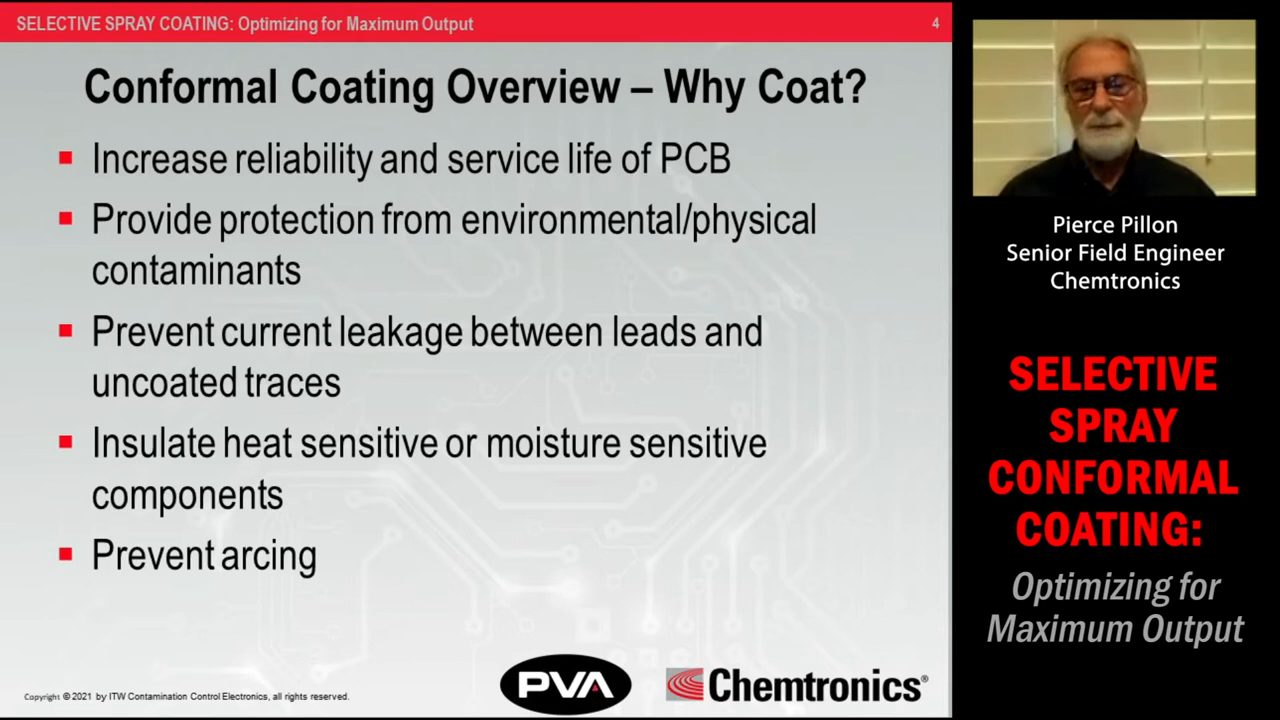 SELECTIVE SPRAY COATING: Optimizing for Maximum Output
4
Conformal Coating Overview – Why Coat?
Increase reliability and service life of PCB
Provide protection from environmental/physical
contaminants
Prevent current leakage between leads and
uncoated traces
Insulate heat sensitive or moisture sensitive
components
Prevent arcing
Copyright © 2021 by ITW Contamination Control Electronics, all rights reserved.
PVA
Chemtronics®
Pierce Pillon
Senior Field Engineer
Chemtronics
SELECTIVE
SPRAY
CONFORMAL
COATING:
Optimizing for
Maximum Output